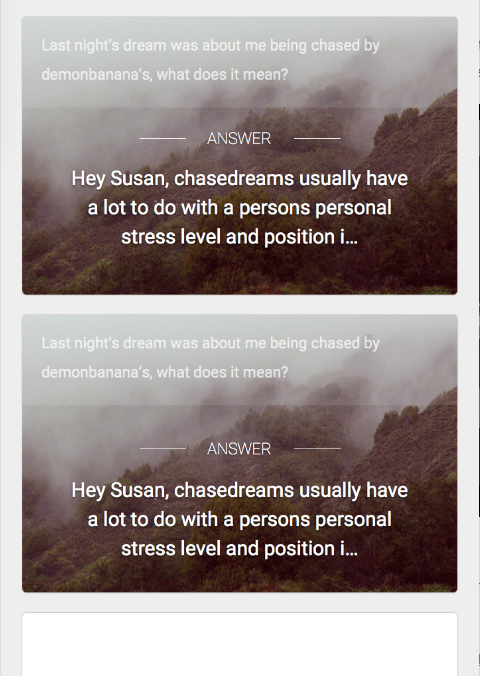 Last night's dream was about me being chased by
demonbanana's, what does it mean?
ANSWER
Hey Susan, chasedreams usually have
a lot to do with a persons personal
stress level and position i...
Last night's dream was about me being chased by
demonbanana's, what does it mean?
ANSWER
Hey Susan, chasedreams usually have
a lot to do with a persons personal
stress level and position i...